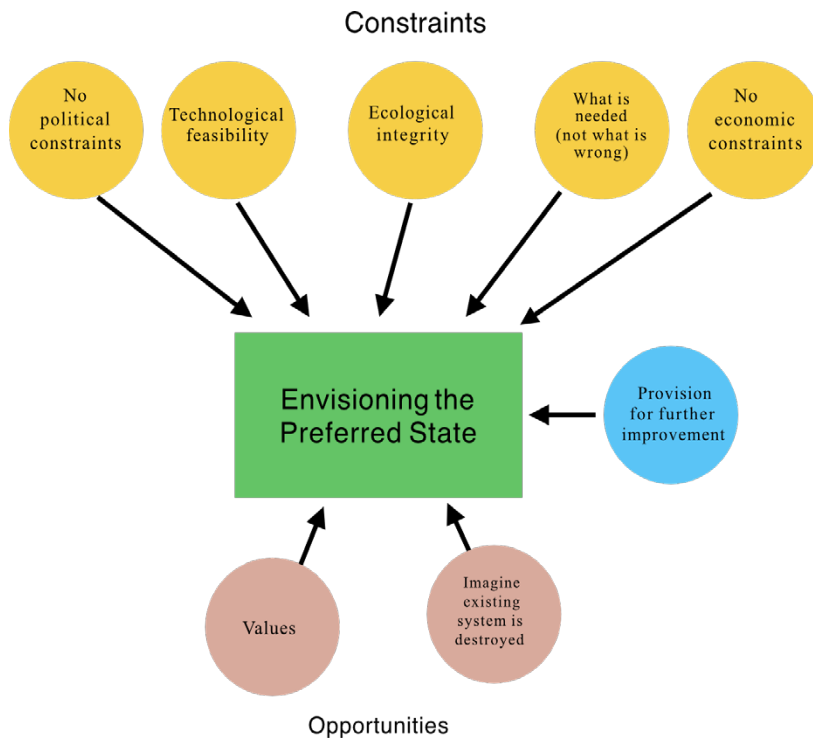 Constraints
No
political
constraints
Technological
feasibility
Ecological
integrity
What is
needed
(not what is
wrong)
No
economic
constraints
Envisioning the
Preferred State
Provision
for further
improvement
Values
Imagine
existing
system is
destroyed
Opportunities